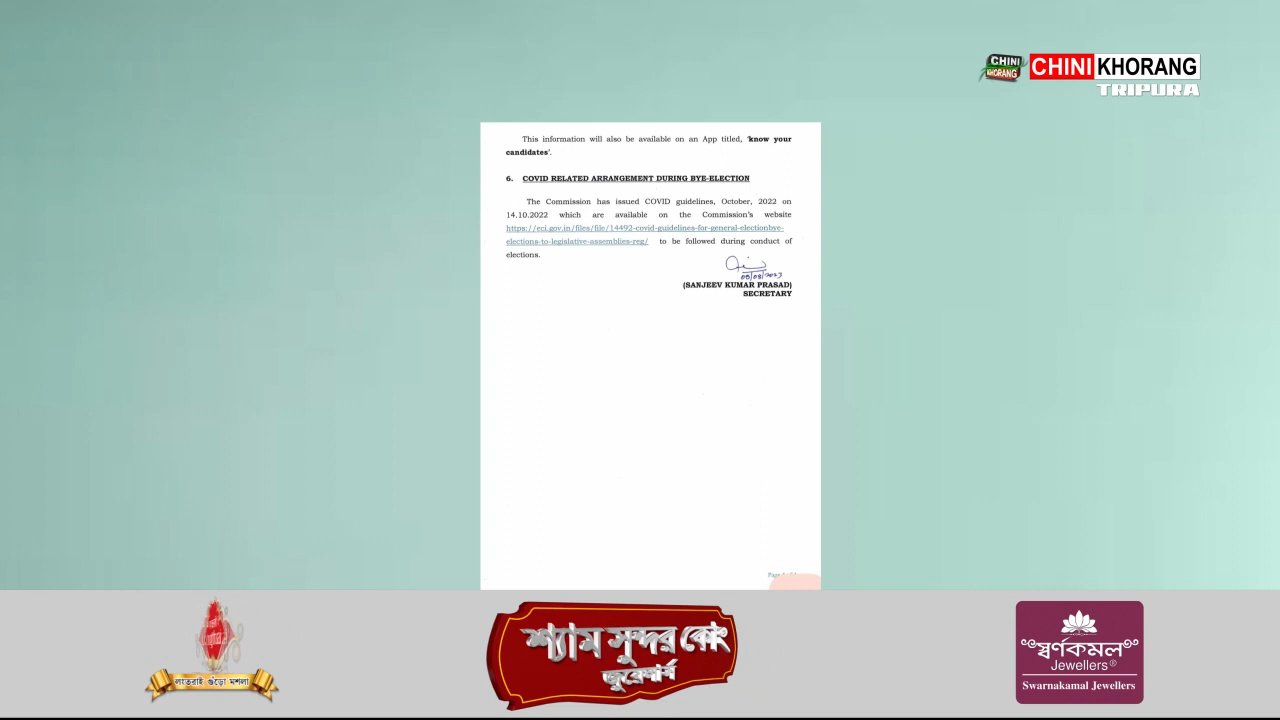 CHINI
KHORANG
CHINI KHORANG
TRIPURA
This information will also be available on an App titled, 'know your
candidates'.
6. COVID RELATED ARRANGEMENT DURING BYE-ELECTION
The Commission has issued COVID guidelines, October, 2022 on
14.10.2022 which are available on the Commission's website
https://eci.gov.in/files/file/14492-covid-guidelines-for-general-electionbye-
elections-to-legislative-assemblies-reg/ to be followed during conduct of
elections.
(SANJEEV KUMAR PRASAD)
SECRETARY
Page
লংতরাই গুঁড়ো মশলা
শ্যাম সুন্দর কোং
জুয়েলার্স
স্বর্ণকমল
Jewellers®
Swarnakamal Jewellers